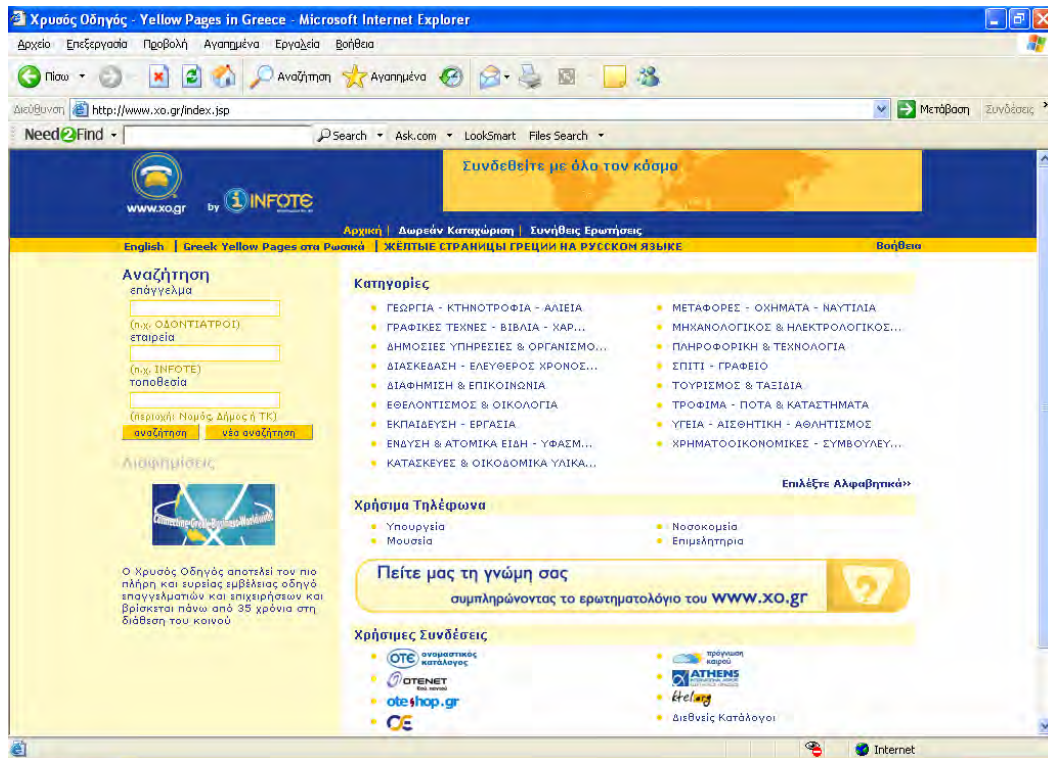 Χρυσός Οδηγός - Yellow Pages in Greece - Microsoft Internet Explorer
Αρχείο Επεξεργασία Προβολή Αγαπημένα Εργαλεία Βοήθεια
Πίσω Αναζήτηση Αγαπημένα
Διεύθυνση http://www.xo.gr/index.jsp Μετάβαση Συνδέσεις »
Need2Find Search Ask.com LookSmart Files Search
Συνδεθείτε με όλο τον κόσμο
www.xo.gr by INFOTE
Αρχική | Δωρεάν Καταχώριση | Συνήθεις Ερωτήσεις
English | Greek Yellow Pages στα Ρωσικά | ЖЁЛТЫЕ СТРАНИЦЫ ГРЕЦИИ НА РУССКОМ ЯЗЫКЕ Βοήθεια
Αναζήτηση
επάγγελμα
(π.χ. ΟΔΟΝΤΙΑΤΡΟΙ)
εταιρεία
(π.χ. INFOTE)
τοποθεσία
(περιοχή: Νομός, Δήμος ή ΤΚ)
αναζήτηση νέα αναζήτηση
Διαφημίσεις
Connecting Greek Business Worldwide
Ο Χρυσός Οδηγός αποτελεί τον πιο
πλήρη και ευρείας εμβέλειας οδηγό
επαγγελματιών και επιχειρήσεων και
βρίσκεται πάνω από 35 χρόνια στη
διάθεση του κοινού
Κατηγορίες
ΓΕΩΡΓΙΑ - ΚΤΗΝΟΤΡΟΦΙΑ - ΑΛΙΕΙΑ
ΓΡΑΦΙΚΕΣ ΤΕΧΝΕΣ - ΒΙΒΛΙΑ - ΧΑΡ...
ΔΗΜΟΣΙΕΣ ΥΠΗΡΕΣΙΕΣ & ΟΡΓΑΝΙΣΜΟ...
ΔΙΑΣΚΕΔΑΣΗ - ΕΛΕΥΘΕΡΟΣ ΧΡΟΝΟΣ...
ΔΙΑΦΗΜΙΣΗ & ΕΠΙΚΟΙΝΩΝΙΑ
ΕΘΕΛΟΝΤΙΣΜΟΣ & ΟΙΚΟΛΟΓΙΑ
ΕΚΠΑΙΔΕΥΣΗ - ΕΡΓΑΣΙΑ
ΕΝΔΥΣΗ & ΑΤΟΜΙΚΑ ΕΙΔΗ - ΥΦΑΣΜ...
ΚΑΤΑΣΚΕΥΕΣ & ΟΙΚΟΔΟΜΙΚΑ ΥΛΙΚΑ...
ΜΕΤΑΦΟΡΕΣ - ΟΧΗΜΑΤΑ - ΝΑΥΤΙΛΙΑ
ΜΗΧΑΝΟΛΟΓΙΚΟΣ & ΗΛΕΚΤΡΟΛΟΓΙΚΟΣ...
ΠΛΗΡΟΦΟΡΙΚΗ & ΤΕΧΝΟΛΟΓΙΑ
ΣΠΙΤΙ - ΓΡΑΦΕΙΟ
ΤΟΥΡΙΣΜΟΣ & ΤΑΞΙΔΙΑ
ΤΡΟΦΙΜΑ - ΠΟΤΑ & ΚΑΤΑΣΤΗΜΑΤΑ
ΥΓΕΙΑ - ΑΙΣΘΗΤΙΚΗ - ΑΘΛΗΤΙΣΜΟΣ
ΧΡΗΜΑΤΟΟΙΚΟΝΟΜΙΚΕΣ - ΣΥΜΒΟΥΛΕΥ...
Επιλέξτε Αλφαβητικά»
Χρήσιμα Τηλέφωνα
Υπουργεία
Μουσεία
Νοσοκομεία
Επιμελητηρια
Πείτε μας τη γνώμη σας
συμπληρώνοντας το ερωτηματολόγιο του www.xo.gr
Χρήσιμες Συνδέσεις
ΟΤΕ ονομαστικός
κατάλογος
OTENET
oteshop.gr
πρόγνωση
καιρού
ATHENS
ktel.org
Διεθνείς Κατάλογοι
Internet